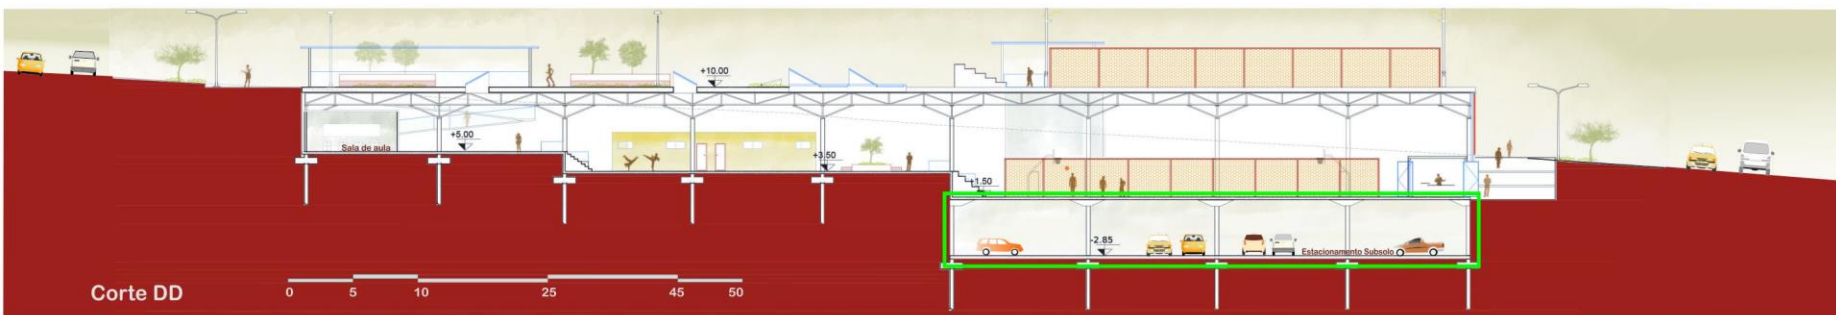 +10.00
+5.00
Sala de aula
+3.50
+1.50
-2.85
Estacionamento Subsolo
Corte DD
0 5 10 25 45 50